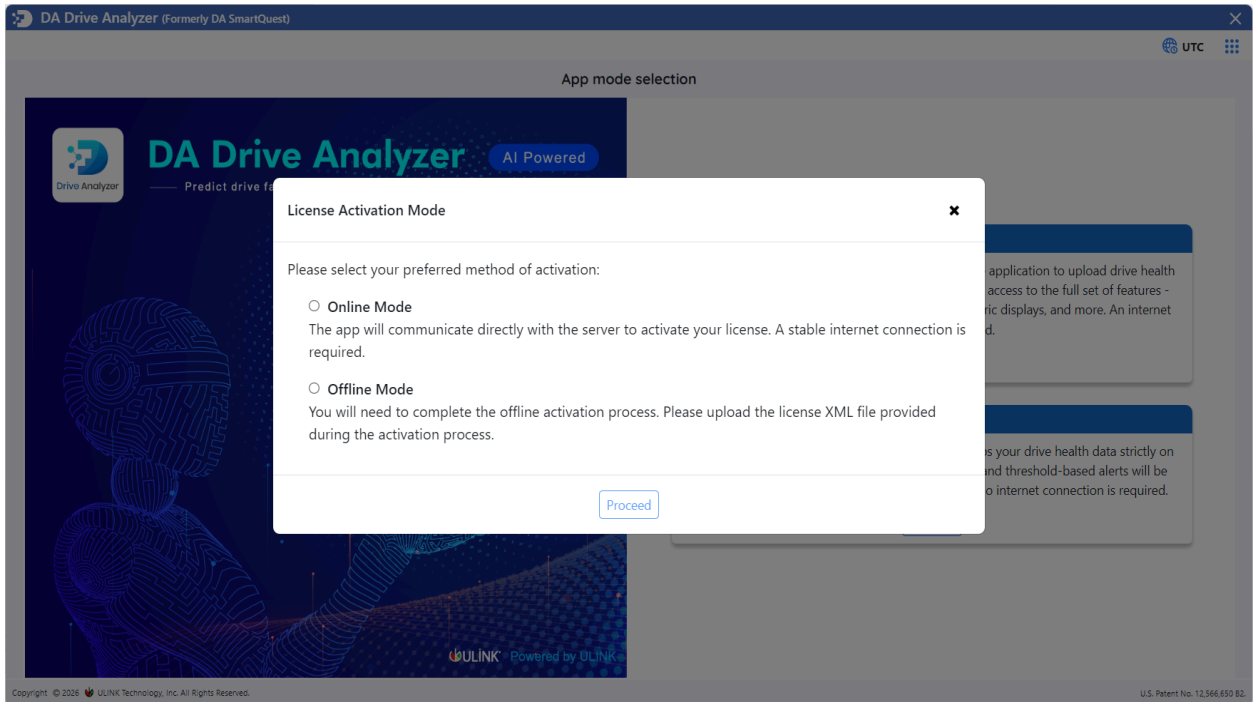 DA Drive Analyzer (Formerly DA SmartQuest)
UTC
App mode selection
Drive Analyzer
DA Drive Analyzer
AI Powered
Predict drive fa
License Activation Mode
Please select your preferred method of activation:
Online Mode
The app will communicate directly with the server to activate your license. A stable internet connection is
required.
Offline Mode
You will need to complete the offline activation process. Please upload the license XML file provided
during the activation process.
Proceed
application to upload drive health
access to the full set of features -
ric displays, and more. An internet
d.
s your drive health data strictly on
and threshold-based alerts will be
o internet connection is required.
ULINK Powered by ULINK
Copyright © 2026 ULINK Technology, Inc. All Rights Reserved.
U.S. Patent No. 12,566,650 B2.